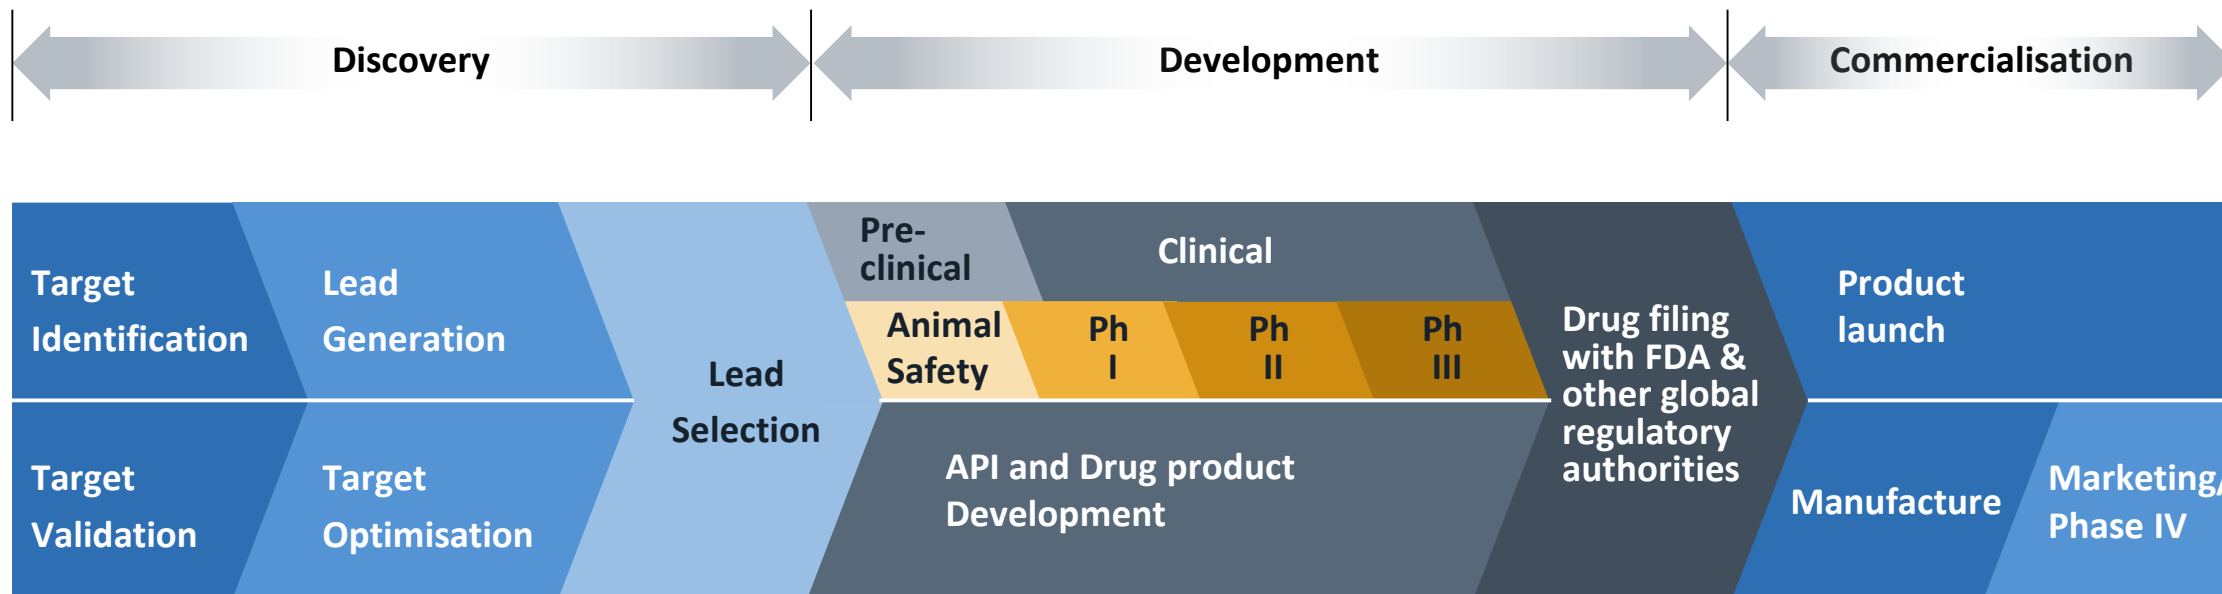 Discovery
Development
Commercialisation
Target
Identification
Lead
Generation
Target
Validation
Target
Optimisation
Lead
Selection
Pre-
clinical
Clinical
Animal
Safety
Ph
I
Ph
II
Ph
III
API and Drug product
Development
Drug filing
with FDA &
other global
regulatory
authorities
Product
launch
Manufacture
Marketing/
Phase IV